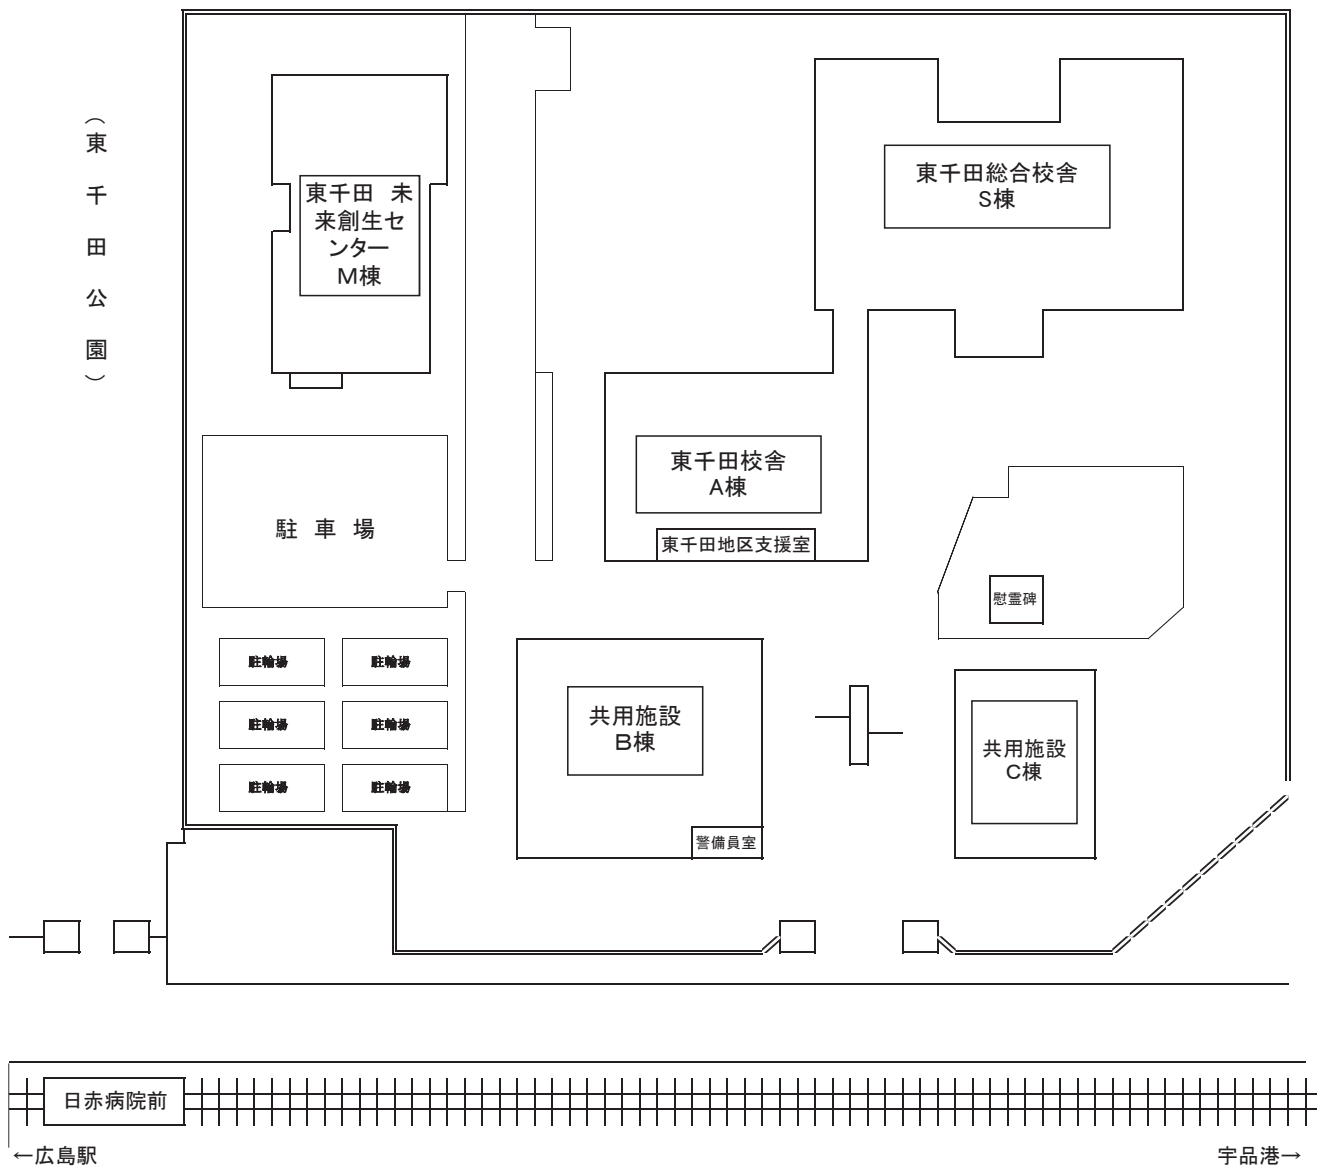 （東千田公園）
東千田　未
来創生セ
ンター
M棟
東千田総合校舎
S棟
東千田校舎
A棟
東千田地区支援室
駐 車 場
慰霊碑
駐輪場
駐輪場
駐輪場
駐輪場
駐輪場
駐輪場
共用施設
B棟
警備員室
共用施設
C棟
日赤病院前
←広島駅
宇品港→